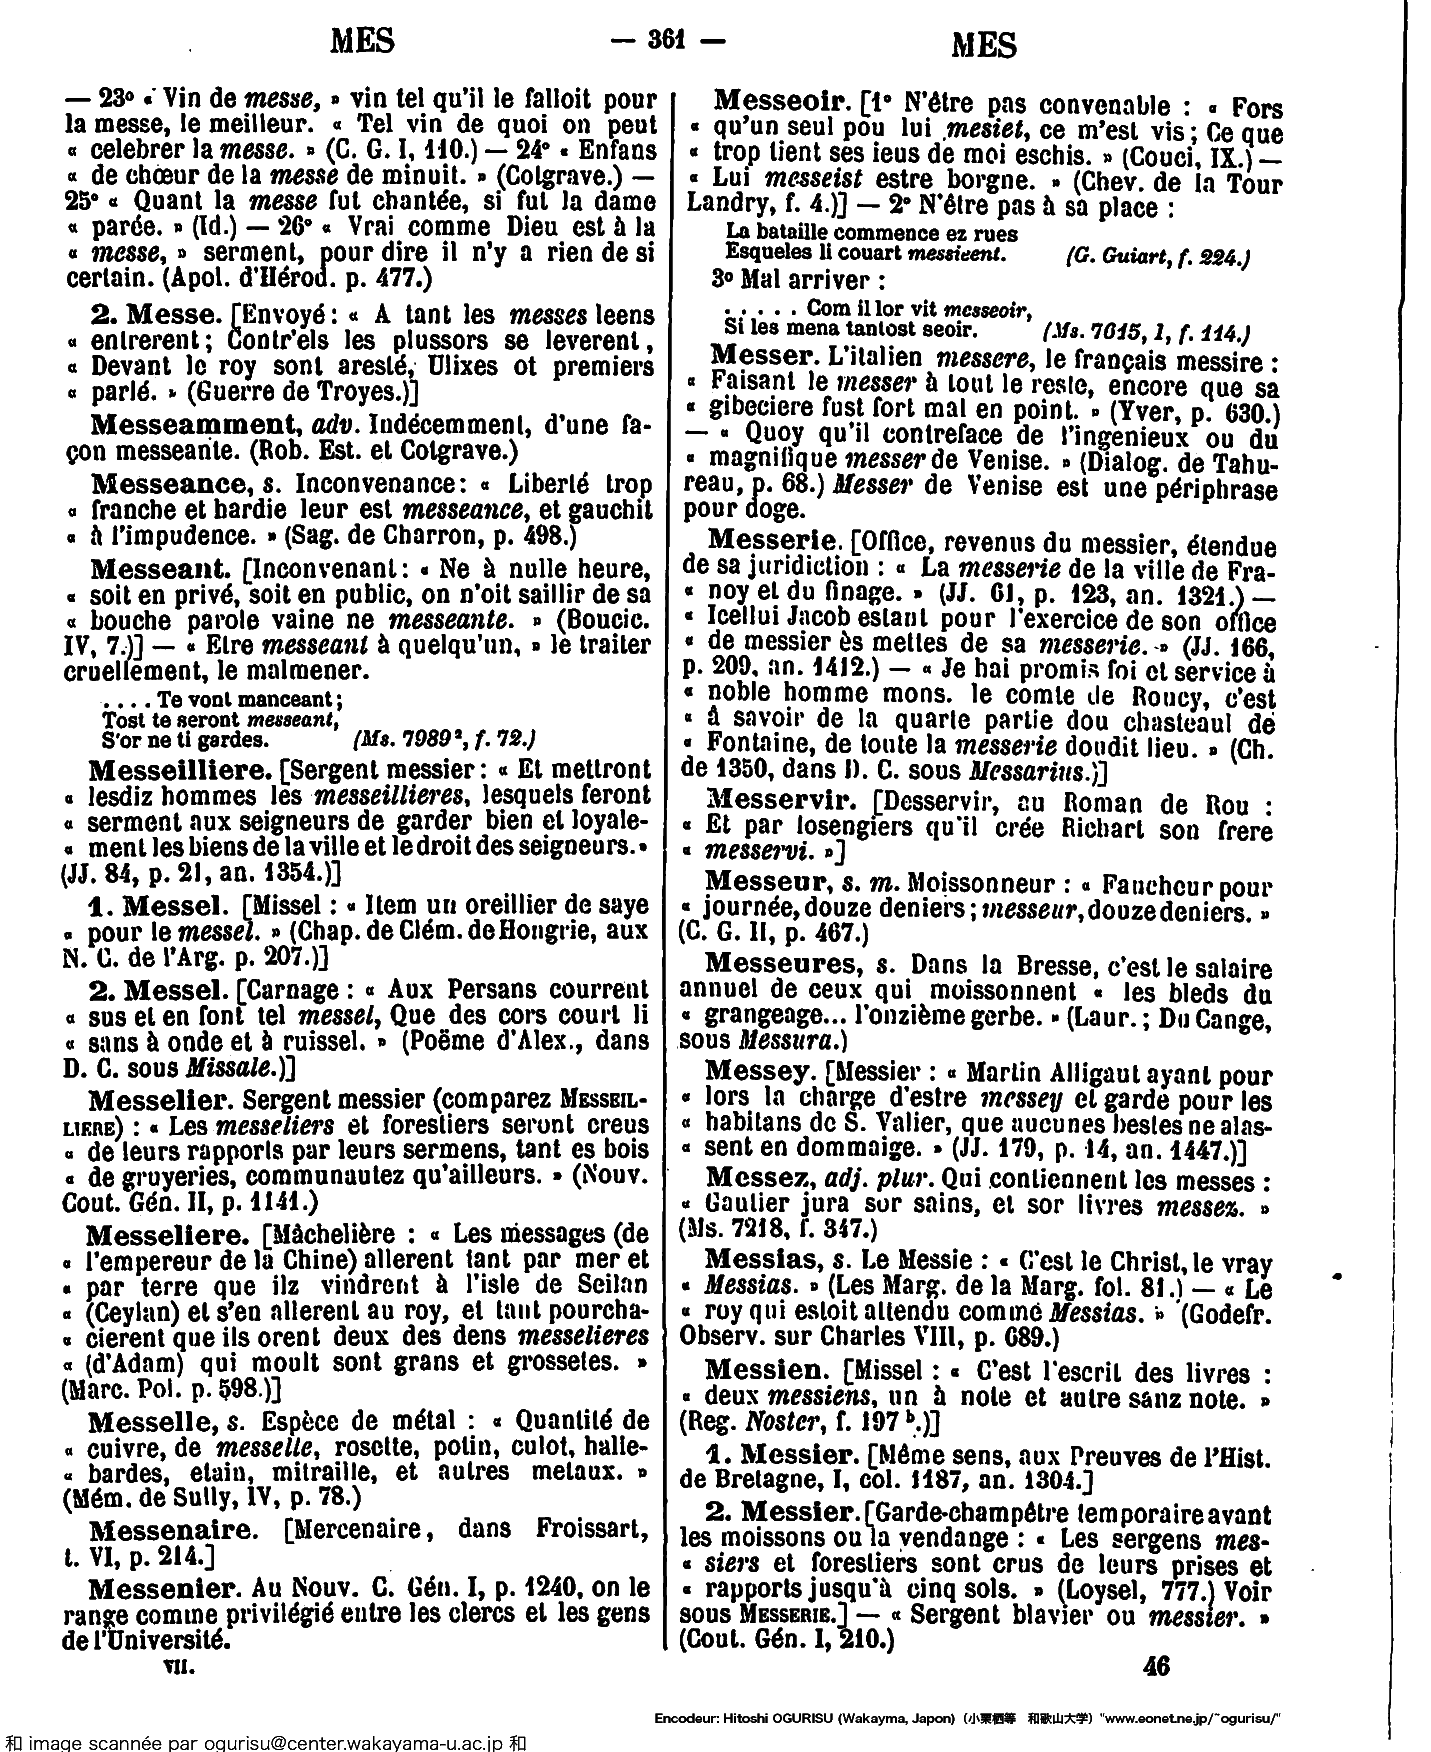 MES — 361 — MES
— 23° « Vin de messe, » vin tel qu'il le falloit pour
la messe, le meilleur. « Tel vin de quoi on peut
« celebrer la messe. » (C. G. I, 110.) — 24° « Enfans
« de chœur de la messe de minuit. » (Cotgrave.) —
25° « Quant la messe fut chantée, si fut la dame
« parée. » (Id.) — 26° « Vrai comme Dieu est à la
« messe, » serment, pour dire il n'y a rien de si
certain. (Apol. d'Hérod. p. 477.)
2. Messe. [Envoyé : « A tant les messes leens
« entrerent ; Contr'els les plussors se leverent,
« Devant le roy sont aresté, Ulixes ot premiers
« parlé. » (Guerre de Troyes.)]
Messeamment, adv. Indécemment, d'une fa-
çon messeante. (Rob. Est. et Cotgrave.)
Messeance, s. Inconvenance : « Liberté trop
« franche et hardie leur est messeance, et gauchit
« à l'impudence. » (Sag. de Charron, p. 498.)
Messeant. [Inconvenant : « Ne à nulle heure,
« soit en privé, soit en public, on n'oit saillir de sa
« bouche parole vaine ne messeante. » (Boucic.
IV, 7.)] — « Etre messeant à quelqu'un, » le traiter
cruellement, le malmener.
. . . . Te vont manceant ;
Tost te seront messeant,
S'or ne ti gardes. (Ms. 7989², f. 72.)
Messeilliere. [Sergent messier : « Et mettront
« lesdiz hommes les messeillieres, lesquels feront
« serment aux seigneurs de garder bien et loyale-
« ment les biens de la ville et le droit des seigneurs. »
(JJ. 84, p. 21, an. 1354.)]
1. Messel. [Missel : « Item un oreillier de saye
« pour le messel. » (Chap. de Clém. de Hongrie, aux
N. C. de l'Arg. p. 207.)]
2. Messel. [Carnage : « Aux Persans courrent
« sus et en font tel messel, Que des cors court li
« sans à onde et à ruissel. » (Poëme d'Alex., dans
D. C. sous Missale.)]
Messelier. Sergent messier (comparez MESSEIL-
LIERE) : « Les messeliers et forestiers seront creus
« de leurs rapports par leurs sermens, tant es bois
« de gruyeries, communautez qu'ailleurs. » (Nouv.
Cout. Gén. II, p. 1141.)
Messeliere. [Mâchelière : « Les messages (de
« l'empereur de la Chine) allerent tant par mer et
« par terre que ilz vindrent à l'isle de Seilan
« (Ceylan) et s'en allerent au roy, et tant pourcha-
« cierent que ils orent deux des dens messelieres
« (d'Adam) qui moult sont grans et grossetes. »
(Marc. Pol. p. 598.)]
Messelle, s. Espèce de métal : « Quantité de
« cuivre, de messelle, rosette, potin, culot, halle-
« bardes, etain, mitraille, et autres metaux. »
(Mém. de Sully, IV, p. 78.)
Messenaire. [Mercenaire, dans Froissart,
t. VI, p. 214.]
Messenier. Au Nouv. C. Gén. I, p. 1240, on le
range comme privilégié entre les clercs et les gens
de l'Université.
VII.
Messeoir. [1° N'être pas convenable : « Fors
« qu'un seul pou lui mesiet, ce m'est vis ; Ce que
« trop tient ses ieus de moi eschis. » (Couci, IX.) —
« Lui messeist estre borgne. » (Chev. de la Tour
Landry, f. 4.)] — 2° N'être pas à sa place :
La bataille commence ez rues
Esqueles li couart messieent. (G. Guiart, f. 224.)
3° Mal arriver :
. . . . . Com il lor vit messeoir,
Si les mena tantost seoir. (Ms. 7615, I, f. 114.)
Messer. L'italien messere, le français messire :
« Faisant le messer à tout le reste, encore que sa
« gibeciere fust fort mal en point. » (Yver, p. 630.)
— « Quoy qu'il contreface de l'ingenieux ou du
« magnifique messer de Venise. » (Dialog. de Tahu-
reau, p. 68.) Messer de Venise est une périphrase
pour doge.
Messerie. [Office, revenus du messier, étendue
de sa juridiction : « La messerie de la ville de Fra-
« noy et du finage. » (JJ. 61, p. 123, an. 1321.) —
« Icellui Jacob estant pour l'exercice de son office
« de messier ès mettes de sa messerie. » (JJ. 166,
p. 209, an. 1412.) — « Je hai promis foi et service à
« noble homme mons. le comte de Roucy, c'est
« à savoir de la quarte partie dou chasteaul de
« Fontaine, de toute la messerie doudit lieu. » (Ch.
de 1350, dans D. C. sous Messarius.)]
Messervir. [Desservir, au Roman de Rou :
« Et par losengiers qu'il crée Richart son frere
« messervi. »]
Messeur, s. m. Moissonneur : « Faucheur pour
« journée, douze deniers ; messeur, douze deniers. »
(C. G. II, p. 467.)
Messeures, s. Dans la Bresse, c'est le salaire
annuel de ceux qui moissonnent « les bleds du
« grangeage... l'onzième gerbe. » (Laur. ; Du Cange,
sous Messura.)
Messey. [Messier : « Martin Alligaut ayant pour
« lors la charge d'estre messey et garde pour les
« habitans de S. Valier, que aucunes bestes ne alas-
« sent en dommaige. » (JJ. 179, p. 14, an. 1447.)]
Messez, adj. plur. Qui contiennent les messes :
« Gautier jura sor sains, et sor livres messez. »
(Ms. 7218, f. 347.)
Messias, s. Le Messie : « C'est le Christ, le vray
« Messias. » (Les Marg. de la Marg. fol. 81.) — « Le
« roy qui estoit attendu comme Messias. » (Godefr.
Observ. sur Charles VIII, p. 689.)
Messien. [Missel : « C'est l'escrit des livres :
« deux messiens, un à note et autre sanz note. »
(Reg. Noster, f. 197 ᵇ.)]
1. Messier. [Même sens, aux Preuves de l'Hist.
de Bretagne, I, col. 1187, an. 1304.]
2. Messier. [Garde-champêtre temporaire avant
les moissons ou la vendange : « Les sergens mes-
« siers et forestiers sont crus de leurs prises et
« rapports jusqu'à cinq sols. » (Loysel, 777.) Voir
sous MESSERIE.] — « Sergent blavier ou messier. »
(Cout. Gén. I, 210.)
46
Encodeur: Hitoshi OGURISU (Wakayma, Japon) (小栗栖等 和歌山大学) "www.eonet.ne.jp/~ogurisu/"
和 image scannée par ogurisu@center.wakayama-u.ac.jp 和